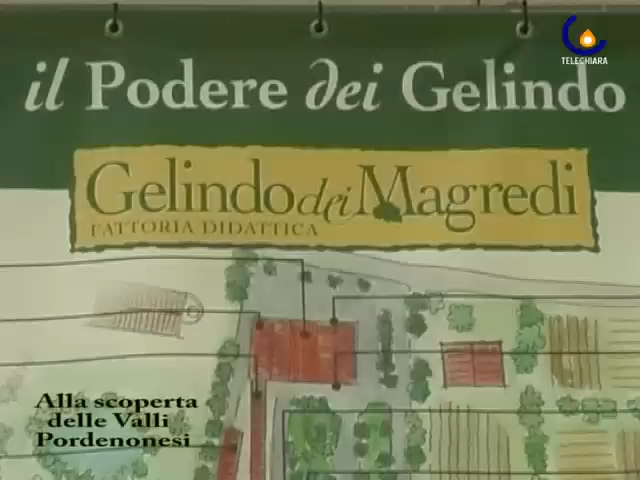 TELECHIARA
il Podere dei Gelindo
Gelindo dei Magredi
FATTORIA DIDATTICA
Alla scoperta
delle Valli
Pordenonesi